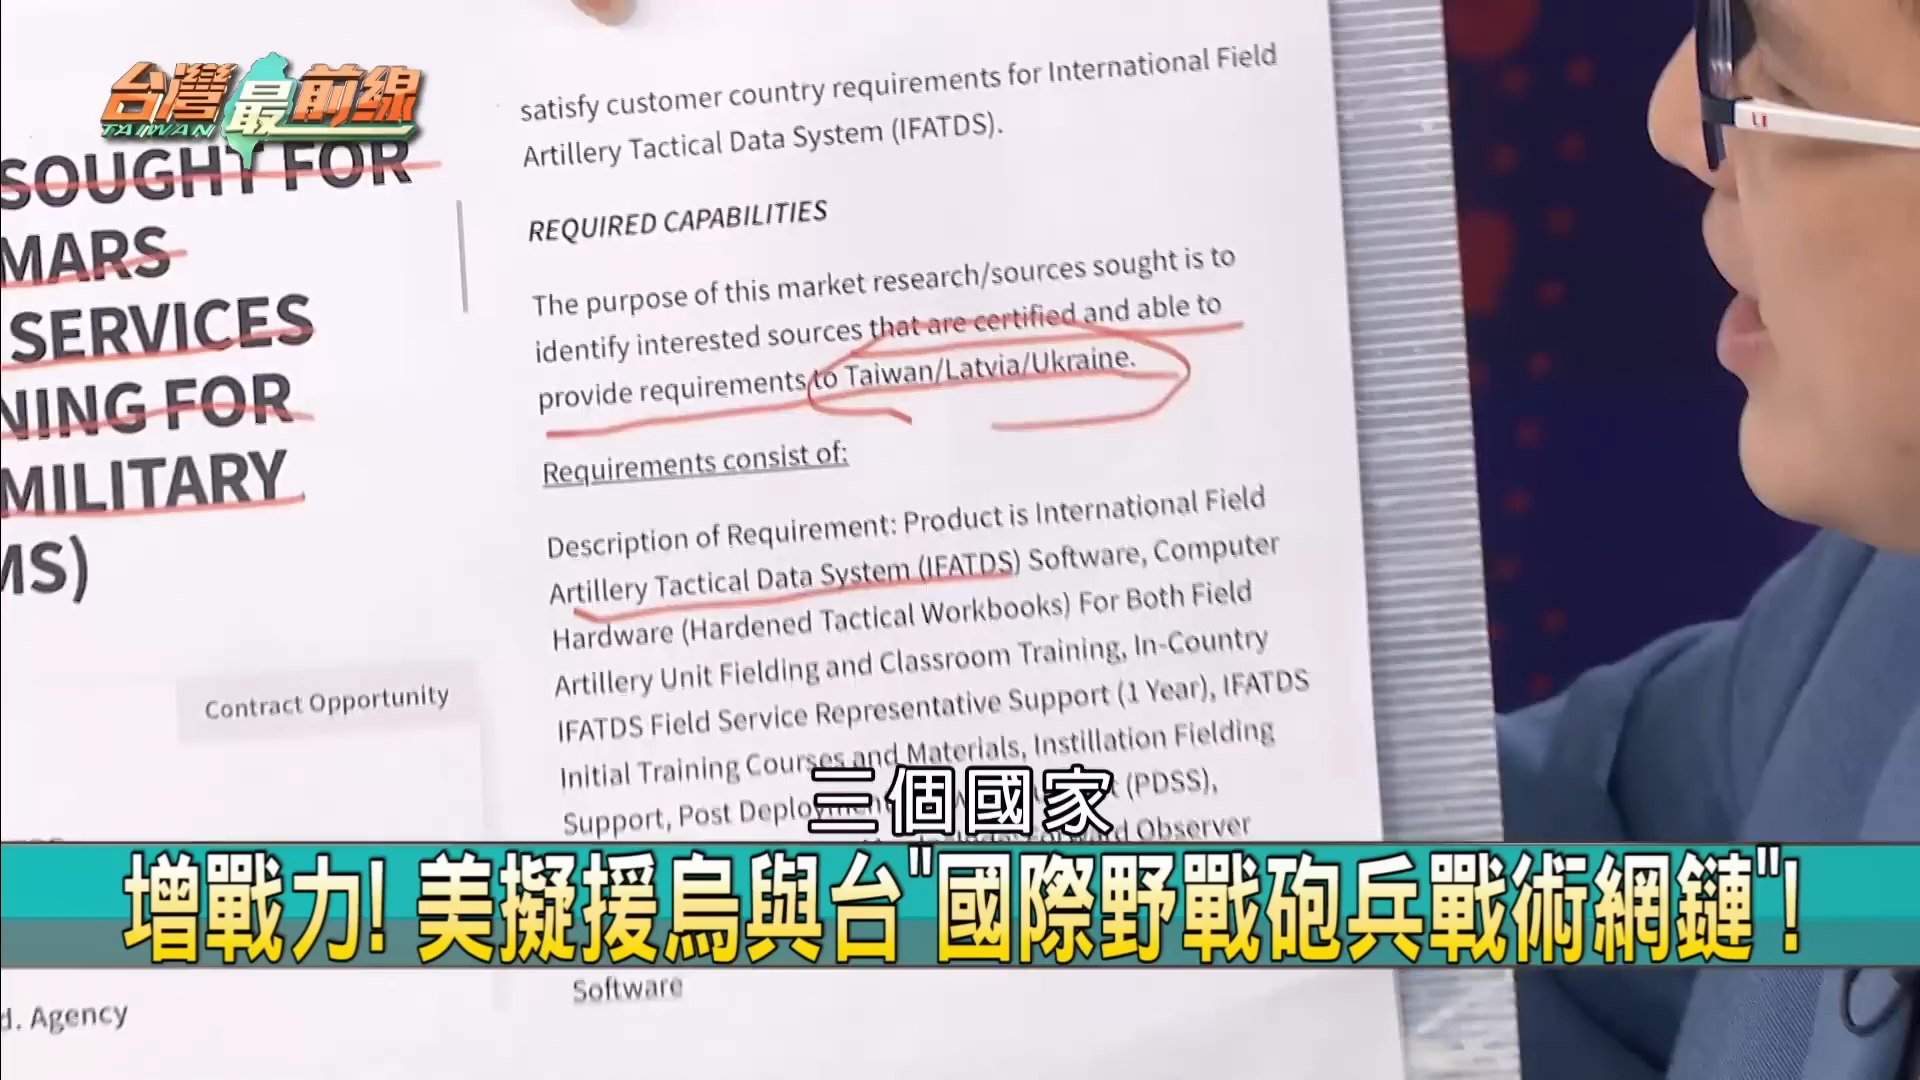 台灣最前線
TAIWAN
SOUGHT FOR
MARS
SERVICES
NING FOR
MILITARY
MS)
Contract Opportunity
d. Agency
satisfy customer country requirements for International Field
Artillery Tactical Data System (IFATDS).
REQUIRED CAPABILITIES
The purpose of this market research/sources sought is to
identify interested sources that are certified and able to
provide requirements to Taiwan/Latvia/Ukraine.
Requirements consist of:
Description of Requirement: Product is International Field
Artillery Tactical Data System (IFATDS) Software, Computer
Hardware (Hardened Tactical Workbooks) For Both Field
Artillery Unit Fielding and Classroom Training, In-Country
IFATDS Field Service Representative Support (1 Year), IFATDS
Initial Training Courses and Materials, Instillation Fielding
Support, Post Deployment (PDSS),
Observer
Software
三個國家
增戰力!美擬援烏與台"國際野戰砲兵戰術網鏈"!